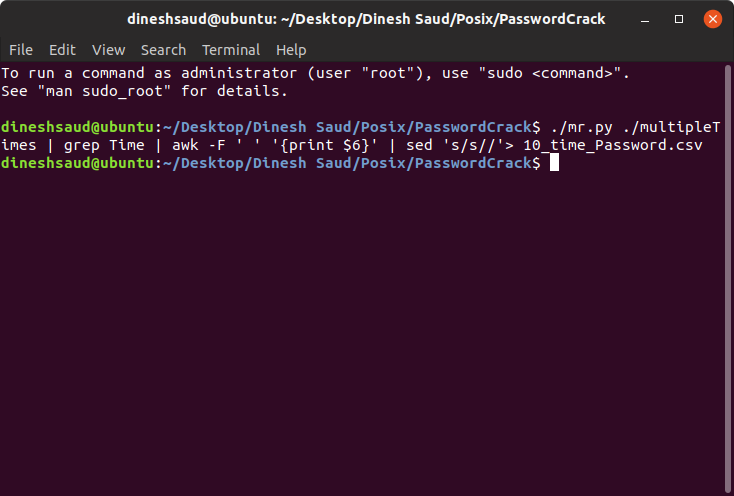 dineshsaud@ubuntu: ~/Desktop/Dinesh Saud/Posix/PasswordCrack
File Edit View Search Terminal Help
To run a command as administrator (user "root"), use "sudo <command>".
See "man sudo_root" for details.
dineshsaud@ubuntu:~/Desktop/Dinesh Saud/Posix/PasswordCrack$ ./mr.py ./multipleT
imes | grep Time | awk -F ' ' '{print $6}' | sed 's/s//'> 10_time_Password.csv
dineshsaud@ubuntu:~/Desktop/Dinesh Saud/Posix/PasswordCrack$